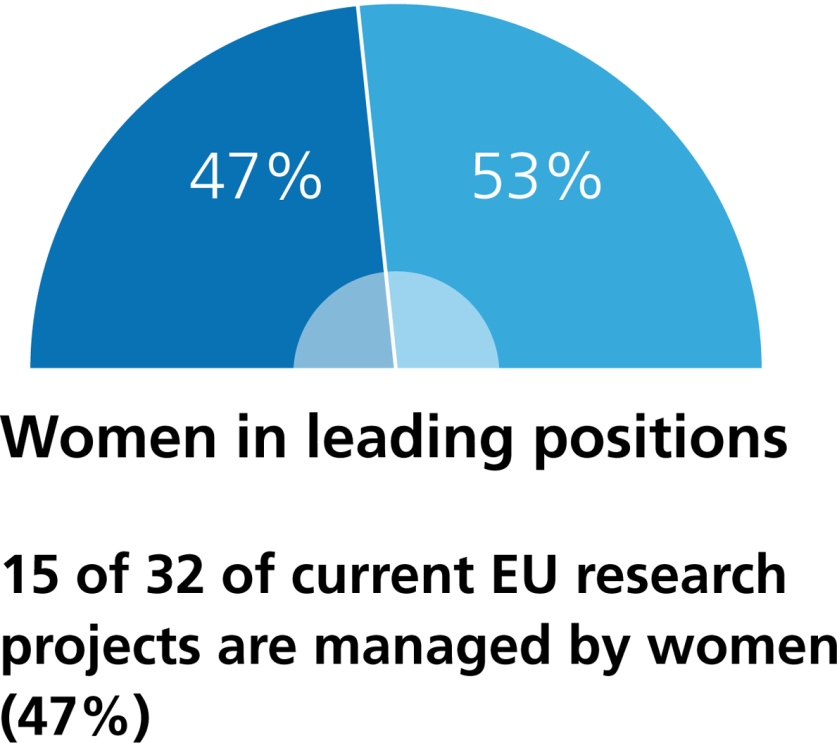 47% 53%
Women in leading positions
15 of 32 of current EU research
projects are managed by women
(47%)